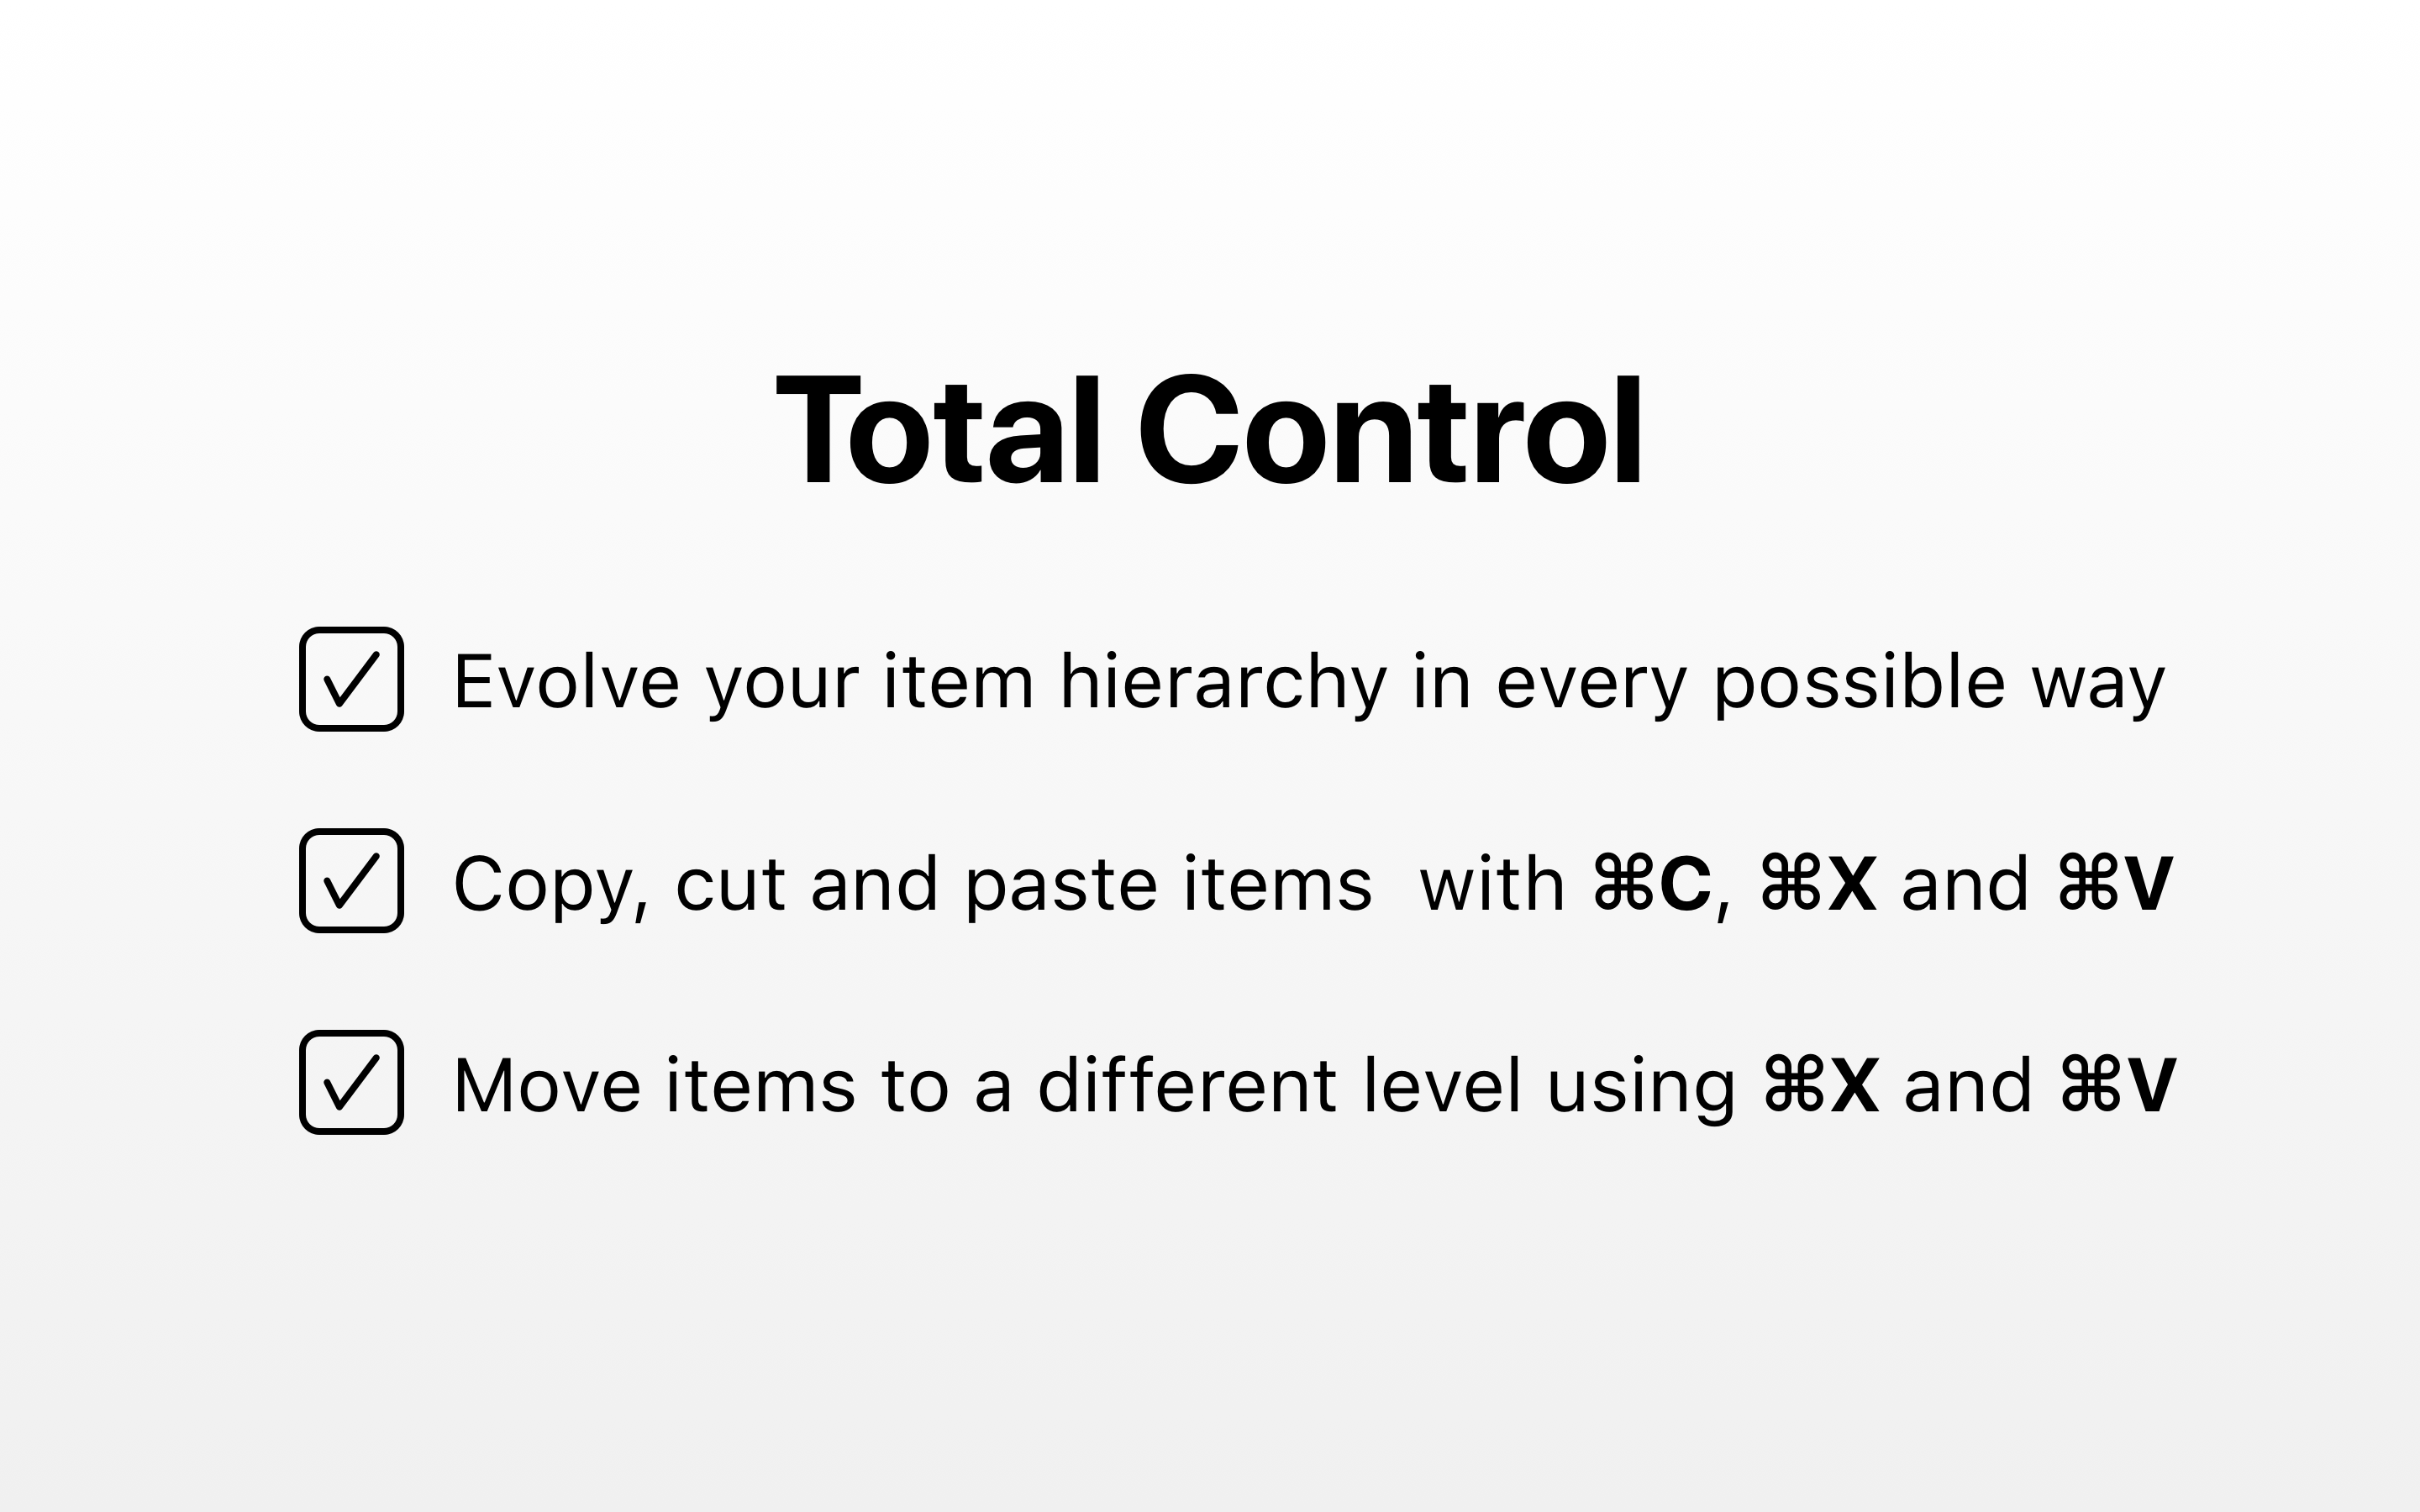 Total Control
Evolve your item hierarchy in every possible way
Copy, cut and paste items with ⌘C, ⌘X and ⌘V
Move items to a different level using ⌘X and ⌘V